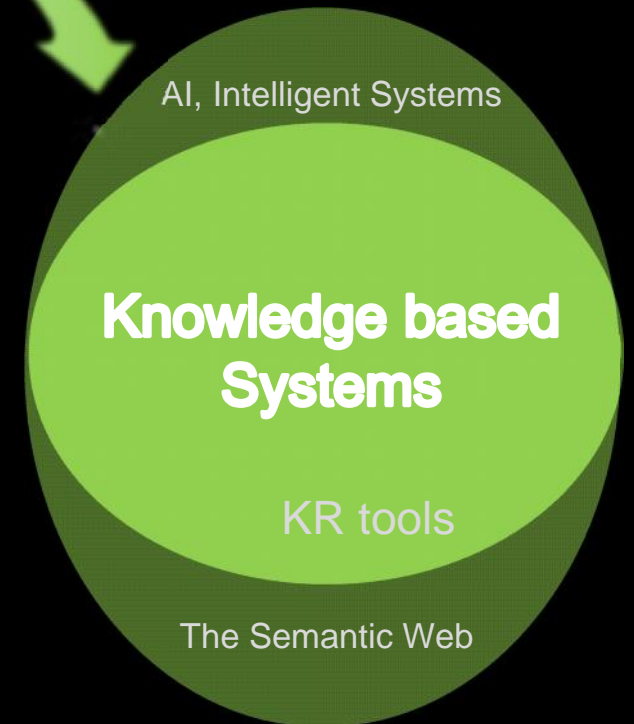 AI, Intelligent Systems
Knowledge based
Systems
KR tools
The Semantic Web